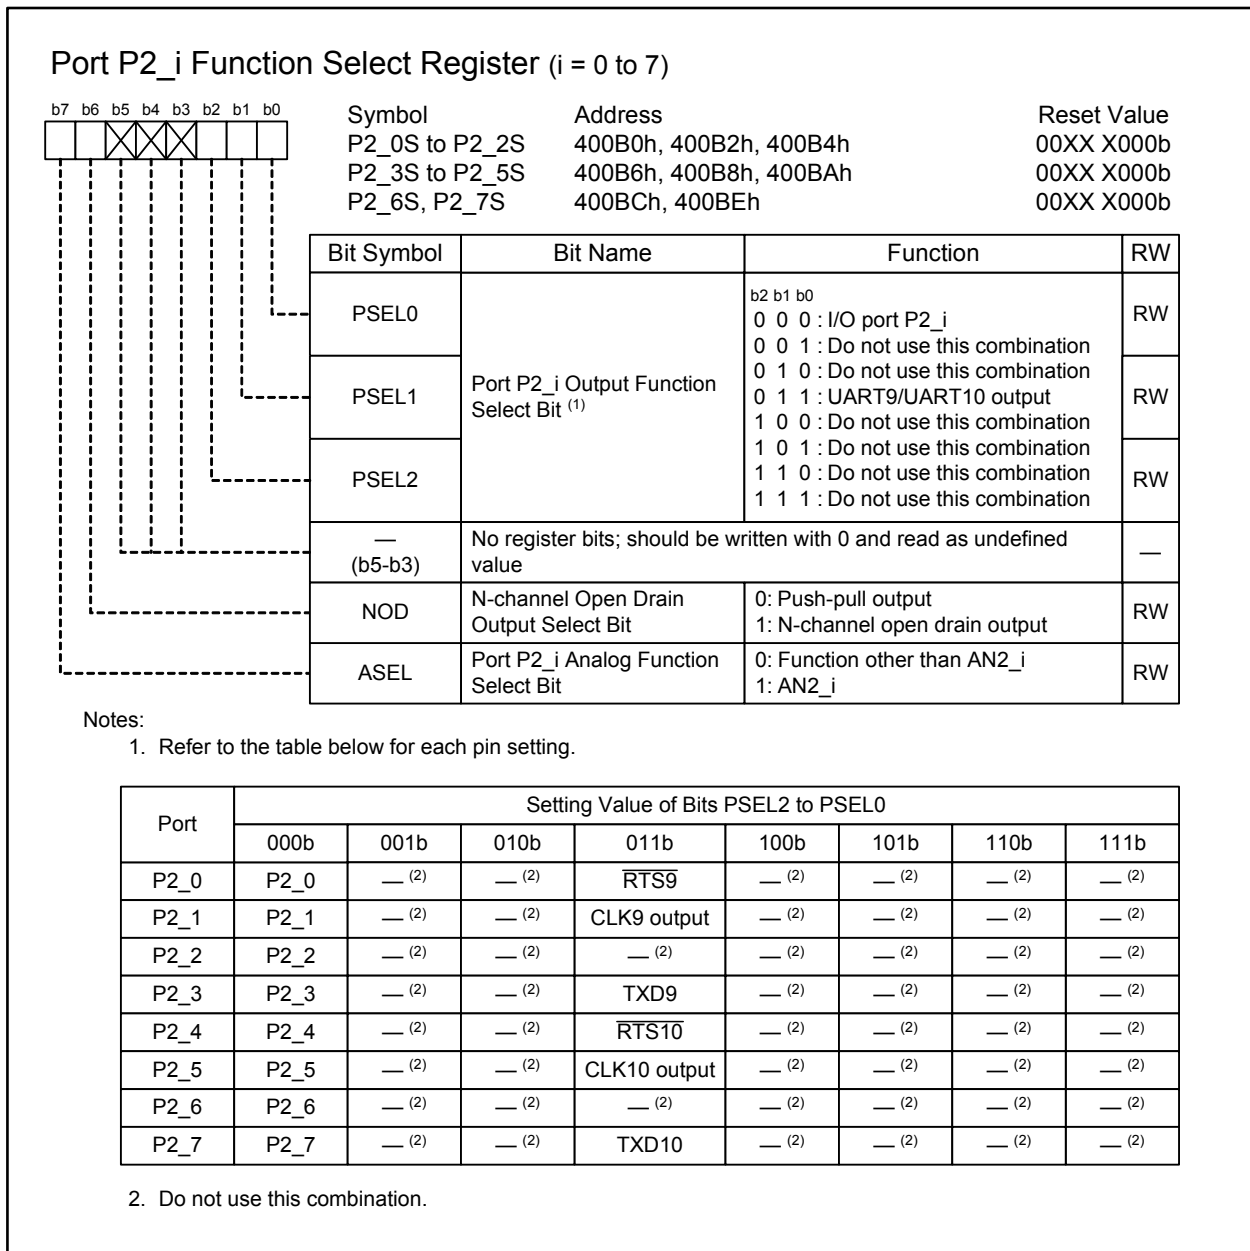 Port P2_i Function Select Register (i = 0 to 7)
b7 b6 b5 b4 b3 b2 b1 b0
Symbol Address Reset Value
P2_0S to P2_2S 400B0h, 400B2h, 400B4h 00XX X000b
P2_3S to P2_5S 400B6h, 400B8h, 400BAh 00XX X000b
P2_6S, P2_7S 400BCh, 400BEh 00XX X000b
Bit Symbol Bit Name Function RW
PSEL0 Port P2_i Output Function Select Bit (1) RW
b2 b1 b0
0 0 0 : I/O port P2_i
0 0 1 : Do not use this combination
0 1 0 : Do not use this combination
PSEL1 RW
0 1 1 : UART9/UART10 output
1 0 0 : Do not use this combination
1 0 1 : Do not use this combination
PSEL2 RW
1 1 0 : Do not use this combination
1 1 1 : Do not use this combination
— (b5-b3) No register bits; should be written with 0 and read as undefined value —
NOD N-channel Open Drain Output Select Bit 0: Push-pull output RW
1: N-channel open drain output
ASEL Port P2_i Analog Function Select Bit 0: Function other than AN2_i RW
1: AN2_i
Notes:
1. Refer to the table below for each pin setting.
Port Setting Value of Bits PSEL2 to PSEL0
000b 001b 010b 011b 100b 101b 110b 111b
P2_0 P2_0 — (2) — (2) RTS9 — (2) — (2) — (2) — (2)
P2_1 P2_1 — (2) — (2) CLK9 output — (2) — (2) — (2) — (2)
P2_2 P2_2 — (2) — (2) — (2) — (2) — (2) — (2) — (2)
P2_3 P2_3 — (2) — (2) TXD9 — (2) — (2) — (2) — (2)
P2_4 P2_4 — (2) — (2) RTS10 — (2) — (2) — (2) — (2)
P2_5 P2_5 — (2) — (2) CLK10 output — (2) — (2) — (2) — (2)
P2_6 P2_6 — (2) — (2) — (2) — (2) — (2) — (2) — (2)
P2_7 P2_7 — (2) — (2) TXD10 — (2) — (2) — (2) — (2)
2. Do not use this combination.